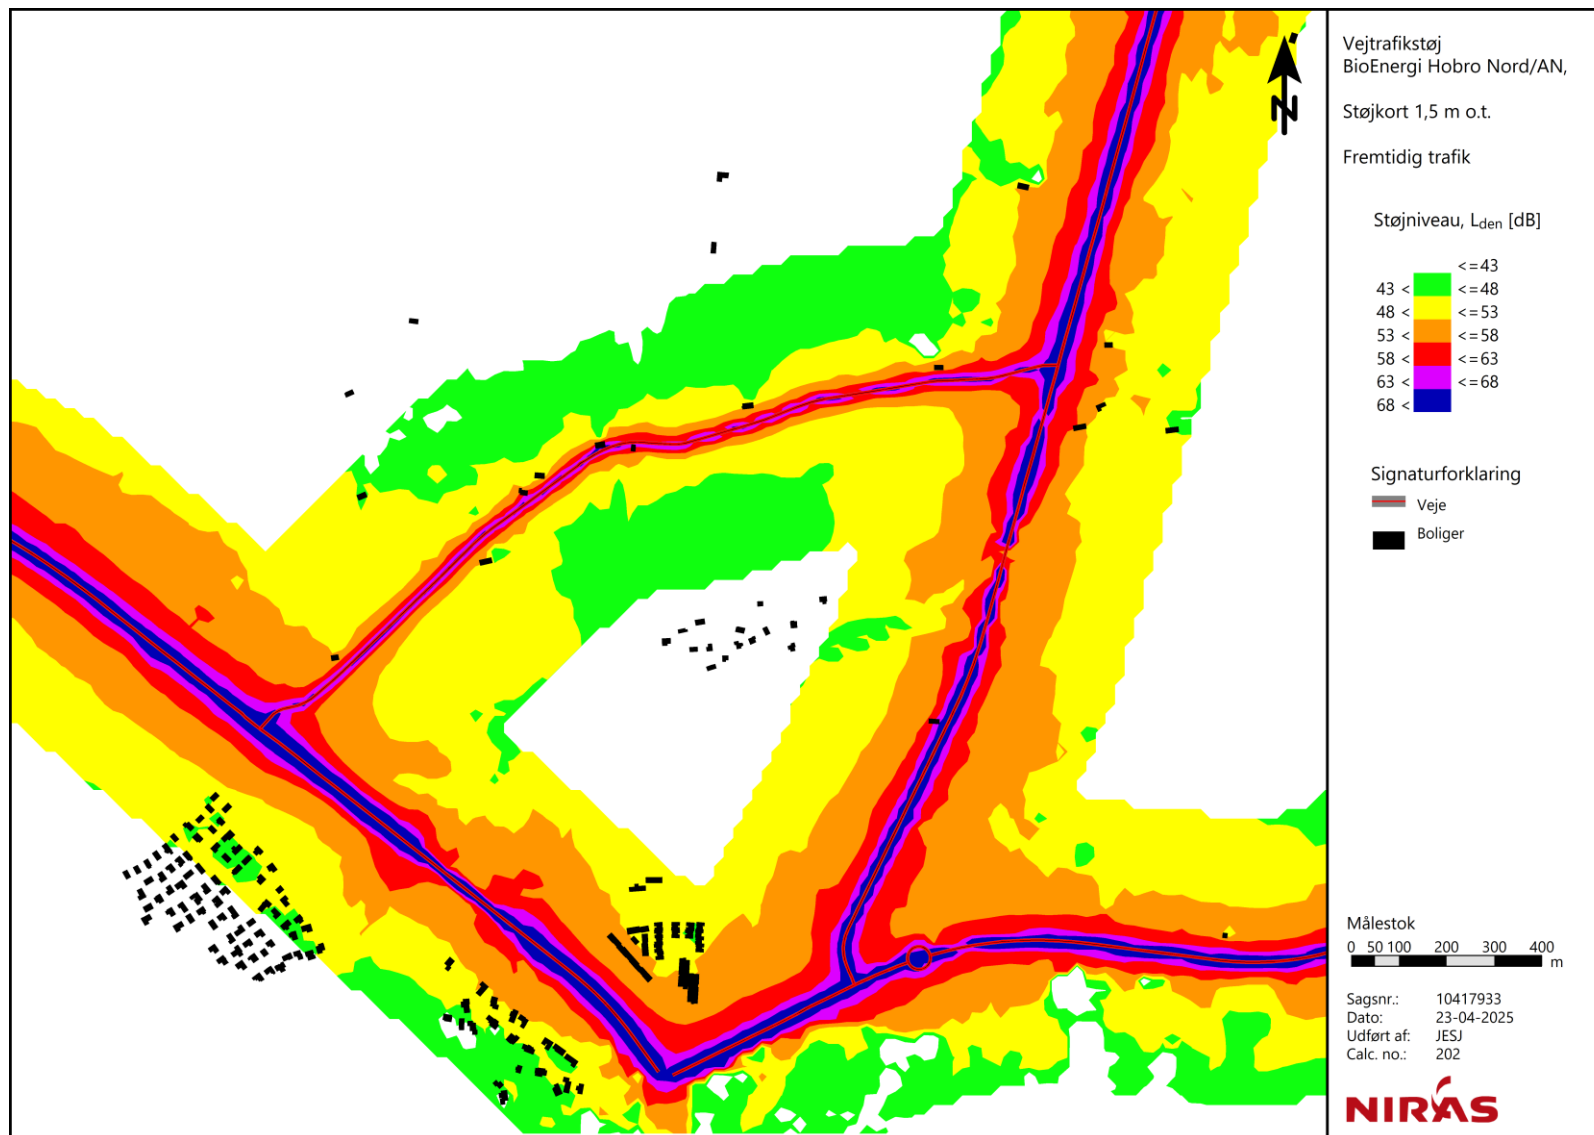 Vejtrafikstøj
BioEnergi Hobro Nord/AN,
Støjkort 1,5 m o.t.
Fremtidig trafik
N
Støjniveau, Lden [dB]
<=43
43 < <=48
48 < <=53
53 < <=58
58 < <=63
63 < <=68
68 <
Signaturforklaring
Veje
Boliger
Målestok
0 50 100 200 300 400
m
Sagsnr.: 10417933
Dato: 23-04-2025
Udført af: JESJ
Calc. no.: 202
NIRAS